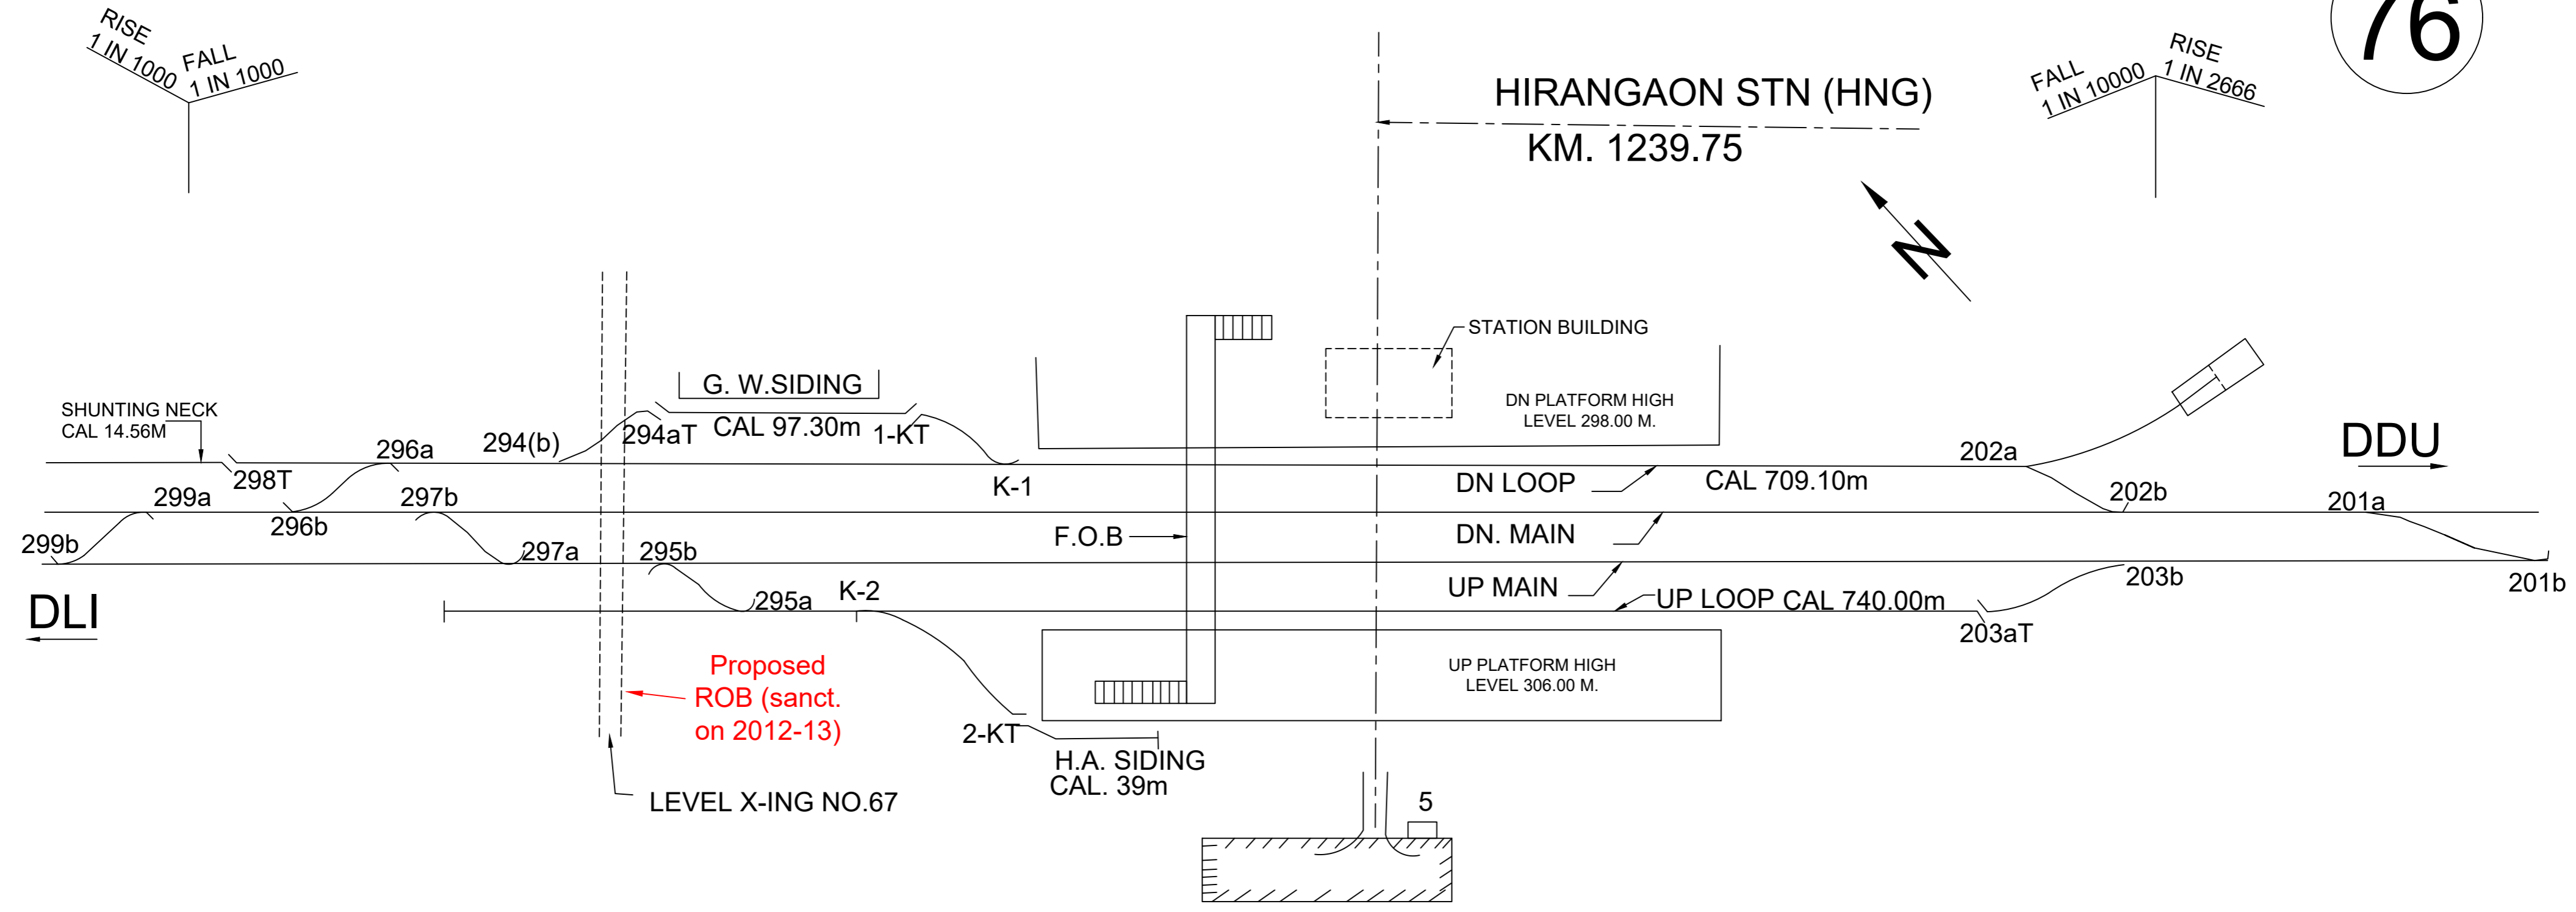 76
RISE
1 IN 1000
FALL
1 IN 1000
HIRANGAON STN (HNG)
KM. 1239.75
FALL
1 IN 10000
RISE
1 IN 2666
N
STATION BUILDING
G. W.SIDING
DN PLATFORM HIGH
LEVEL 298.00 M.
SHUNTING NECK
CAL 14.56M
294aT
CAL 97.30m
1-KT
296a
294(b)
DDU
202a
298T
K-1
DN LOOP
CAL 709.10m
299a
297b
202b
201a
296b
F.O.B
DN. MAIN
299b
297a
295b
UP MAIN
203b
201b
K-2
295a
UP LOOP CAL 740.00m
DLI
203aT
Proposed
ROB (sanct.
on 2012-13)
UP PLATFORM HIGH
LEVEL 306.00 M.
2-KT
H.A. SIDING
CAL. 39m
LEVEL X-ING NO.67
5